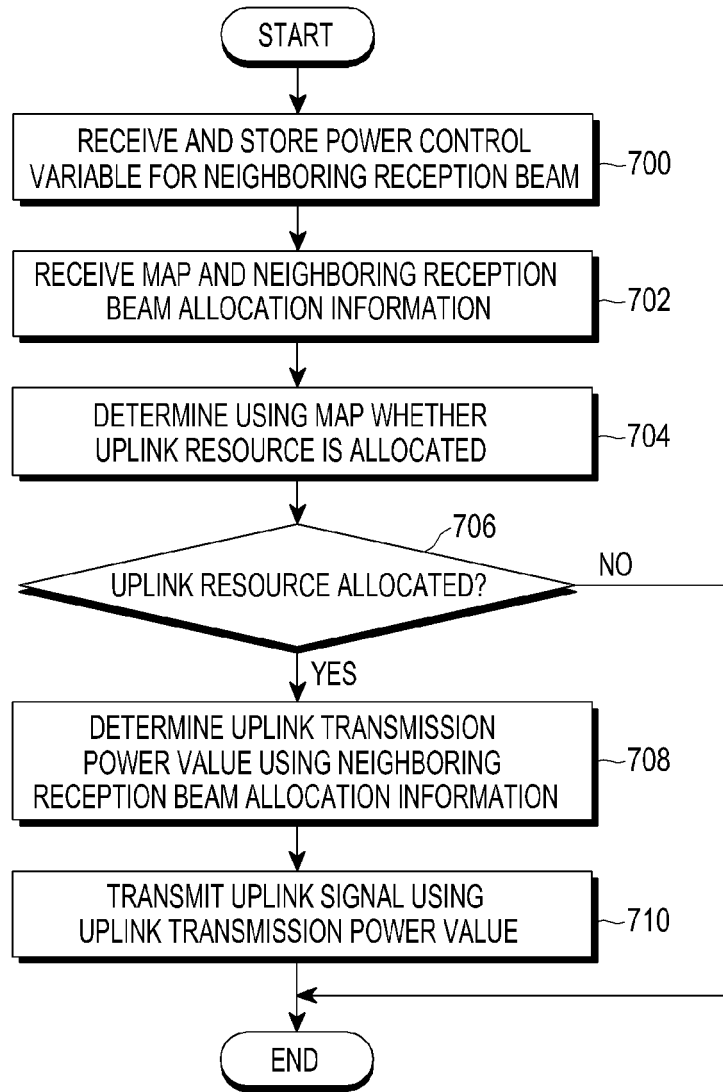 START
RECEIVE AND STORE POWER CONTROL
VARIABLE FOR NEIGHBORING RECEPTION BEAM
700
RECEIVE MAP AND NEIGHBORING RECEPTION
BEAM ALLOCATION INFORMATION
702
DETERMINE USING MAP WHETHER
UPLINK RESOURCE IS ALLOCATED
704
706
UPLINK RESOURCE ALLOCATED?
NO
YES
DETERMINE UPLINK TRANSMISSION
POWER VALUE USING NEIGHBORING
RECEPTION BEAM ALLOCATION INFORMATION
708
TRANSMIT UPLINK SIGNAL USING
UPLINK TRANSMISSION POWER VALUE
710
END